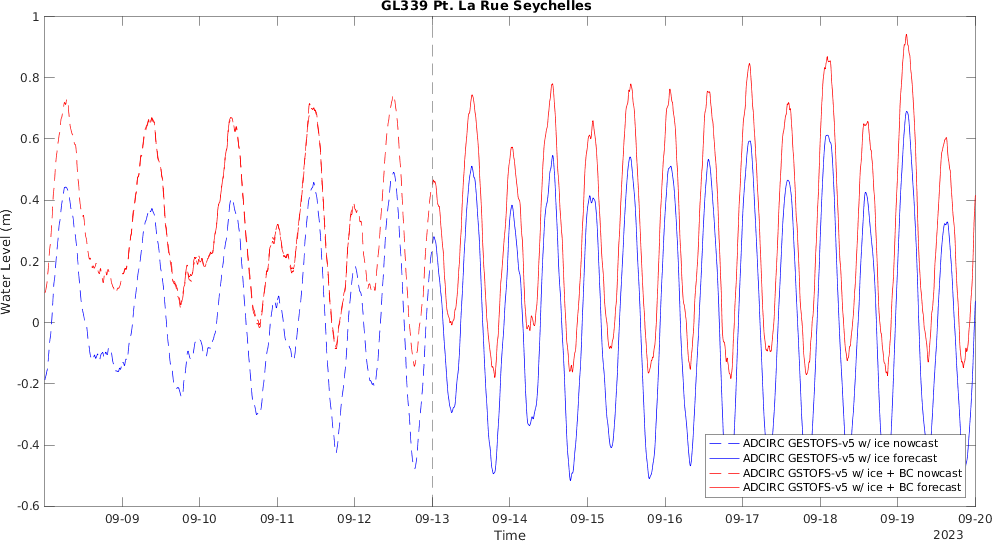 GL339 Pt. La Rue Seychelles
1
0.8
0.6
0.4
0.2
0
-0.2
-0.4
-0.6
Water Level (m)
ADCIRC GESTOFS-v5 w/ ice nowcast
ADCIRC GESTOFS-v5 w/ ice forecast
ADCIRC GSTOFS-v5 w/ ice + BC nowcast
ADCIRC GSTOFS-v5 w/ ice + BC forecast
09-09 09-10 09-11 09-12 09-13 09-14 09-15 09-16 09-17 09-18 09-19 09-20
Time
2023